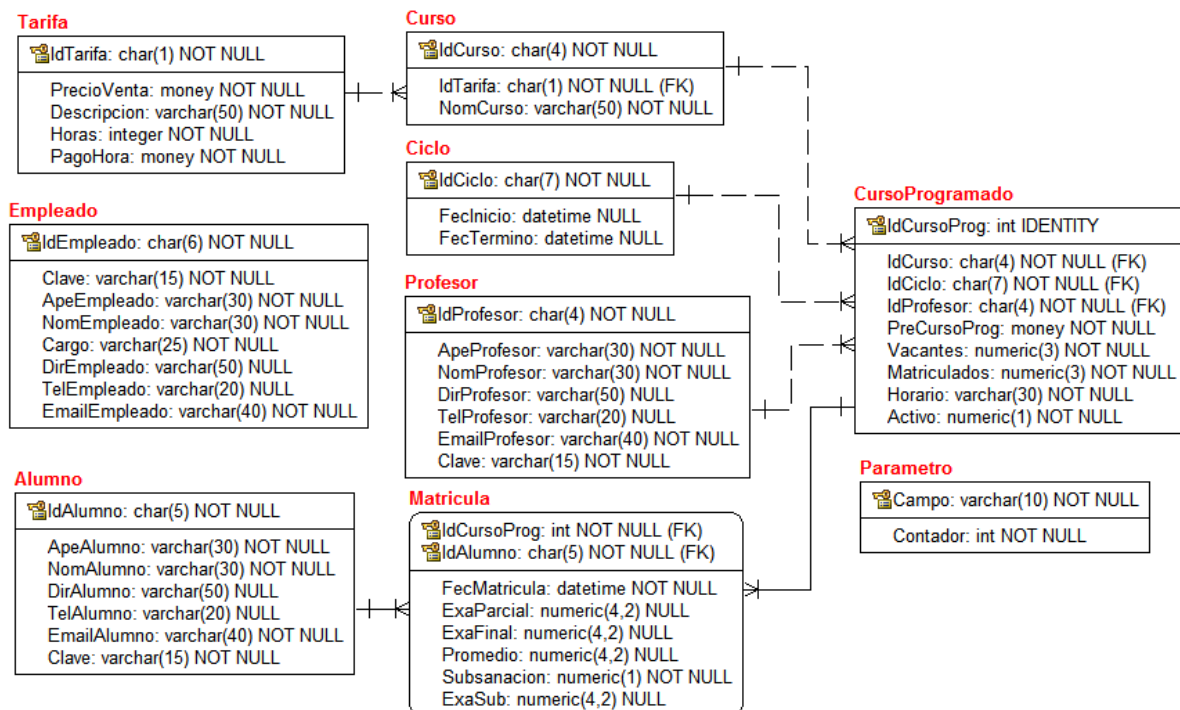 Tarifa
IdTarifa: char(1) NOT NULL
PrecioVenta: money NOT NULL
Descripcion: varchar(50) NOT NULL
Horas: integer NOT NULL
PagoHora: money NOT NULL
Curso
IdCurso: char(4) NOT NULL
IdTarifa: char(1) NOT NULL (FK)
NomCurso: varchar(50) NOT NULL
Ciclo
IdCiclo: char(7) NOT NULL
FecInicio: datetime NULL
FecTermino: datetime NULL
Empleado
IdEmpleado: char(6) NOT NULL
Clave: varchar(15) NOT NULL
ApeEmpleado: varchar(30) NOT NULL
NomEmpleado: varchar(30) NOT NULL
Cargo: varchar(25) NOT NULL
DirEmpleado: varchar(50) NULL
TelEmpleado: varchar(20) NULL
EmailEmpleado: varchar(40) NOT NULL
Profesor
IdProfesor: char(4) NOT NULL
ApeProfesor: varchar(30) NOT NULL
NomProfesor: varchar(30) NOT NULL
DirProfesor: varchar(50) NULL
TelProfesor: varchar(20) NULL
EmailProfesor: varchar(40) NOT NULL
Clave: varchar(15) NOT NULL
CursoProgramado
IdCursoProg: int IDENTITY
IdCurso: char(4) NOT NULL (FK)
IdCiclo: char(7) NOT NULL (FK)
IdProfesor: char(4) NOT NULL (FK)
PreCursoProg: money NOT NULL
Vacantes: numeric(3) NOT NULL
Matriculados: numeric(3) NOT NULL
Horario: varchar(30) NOT NULL
Activo: numeric(1) NOT NULL
Alumno
IdAlumno: char(5) NOT NULL
ApeAlumno: varchar(30) NOT NULL
NomAlumno: varchar(30) NOT NULL
DirAlumno: varchar(50) NULL
TelAlumno: varchar(20) NULL
EmailAlumno: varchar(40) NOT NULL
Clave: varchar(15) NOT NULL
Matricula
IdCursoProg: int NOT NULL (FK)
IdAlumno: char(5) NOT NULL (FK)
FecMatricula: datetime NOT NULL
ExaParcial: numeric(4,2) NULL
ExaFinal: numeric(4,2) NULL
Promedio: numeric(4,2) NULL
Subsanacion: numeric(1) NOT NULL
ExaSub: numeric(4,2) NULL
Parametro
Campo: varchar(10) NOT NULL
Contador: int NOT NULL